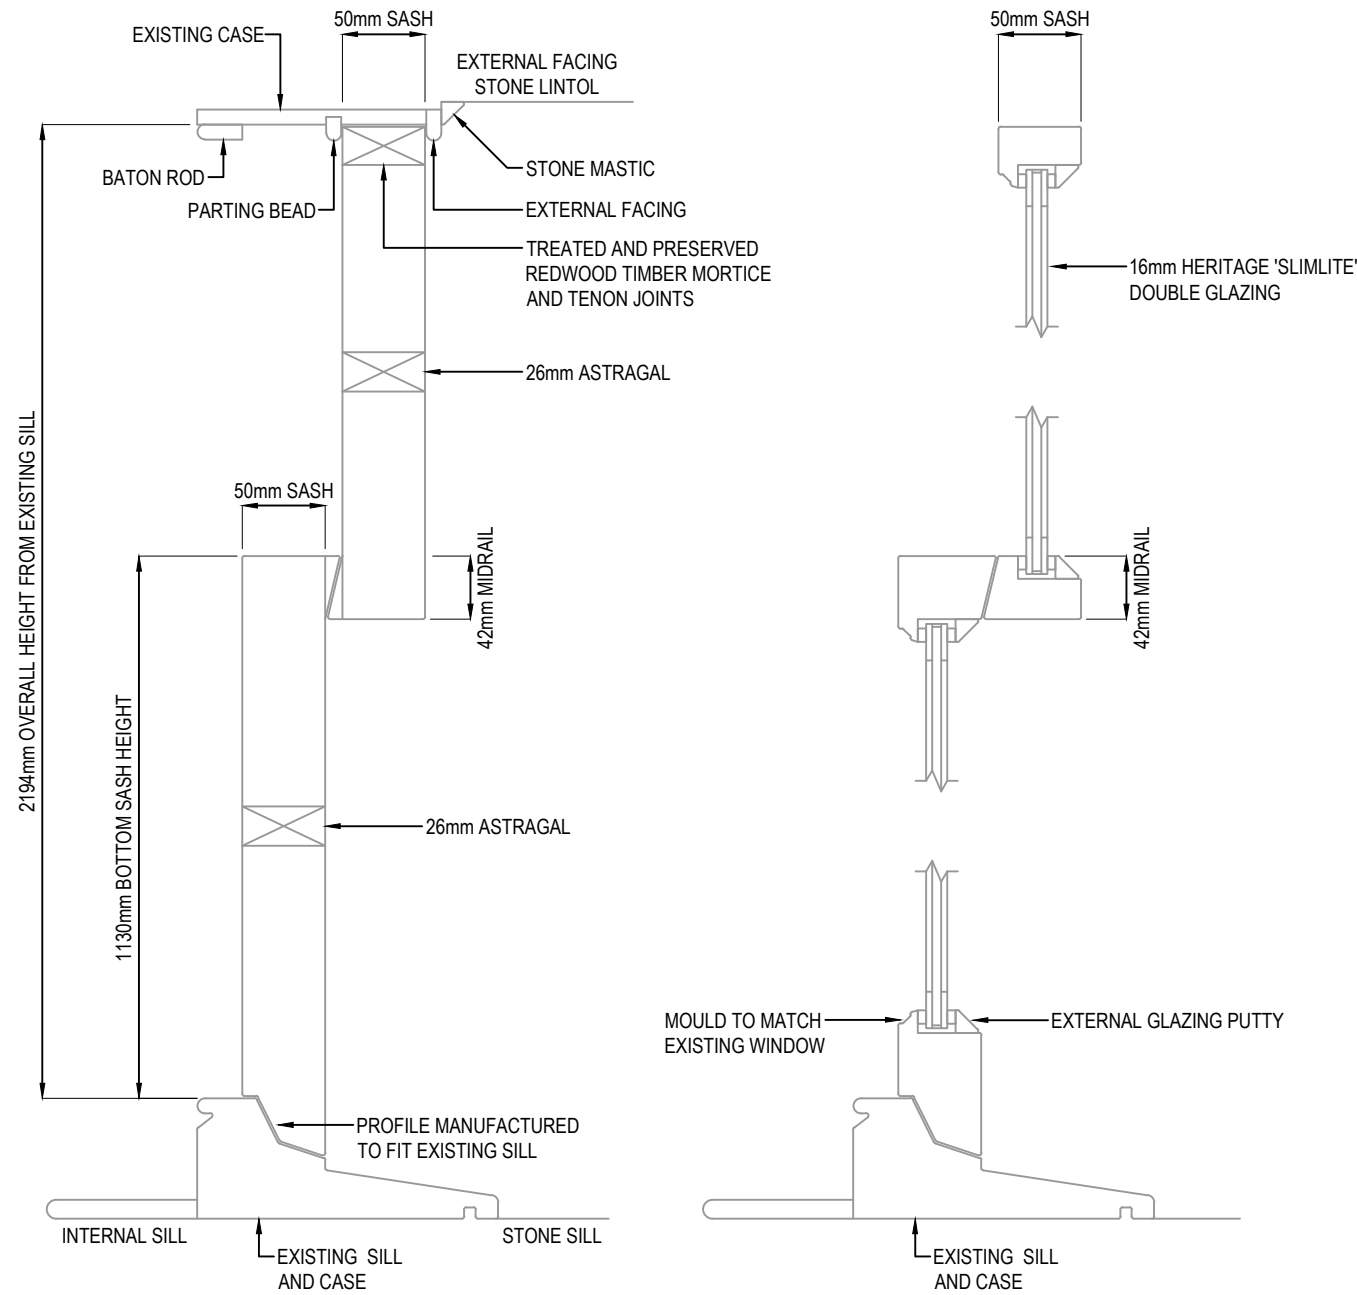 50mm SASH
EXISTING CASE
EXTERNAL FACING
STONE LINTOL
BATON ROD
PARTING BEAD
STONE MASTIC
EXTERNAL FACING
TREATED AND PRESERVED
REDWOOD TIMBER MORTICE
AND TENON JOINTS
26mm ASTRAGAL
2194mm OVERALL HEIGHT FROM EXISTING SILL
50mm SASH
42mm MIDRAIL
1130mm BOTTOM SASH HEIGHT
26mm ASTRAGAL
PROFILE MANUFACTURED
TO FIT EXISTING SILL
INTERNAL SILL
STONE SILL
EXISTING SILL
AND CASE
50mm SASH
16mm HERITAGE 'SLIMLITE'
DOUBLE GLAZING
42mm MIDRAIL
MOULD TO MATCH
EXISTING WINDOW
EXTERNAL GLAZING PUTTY
EXISTING SILL
AND CASE